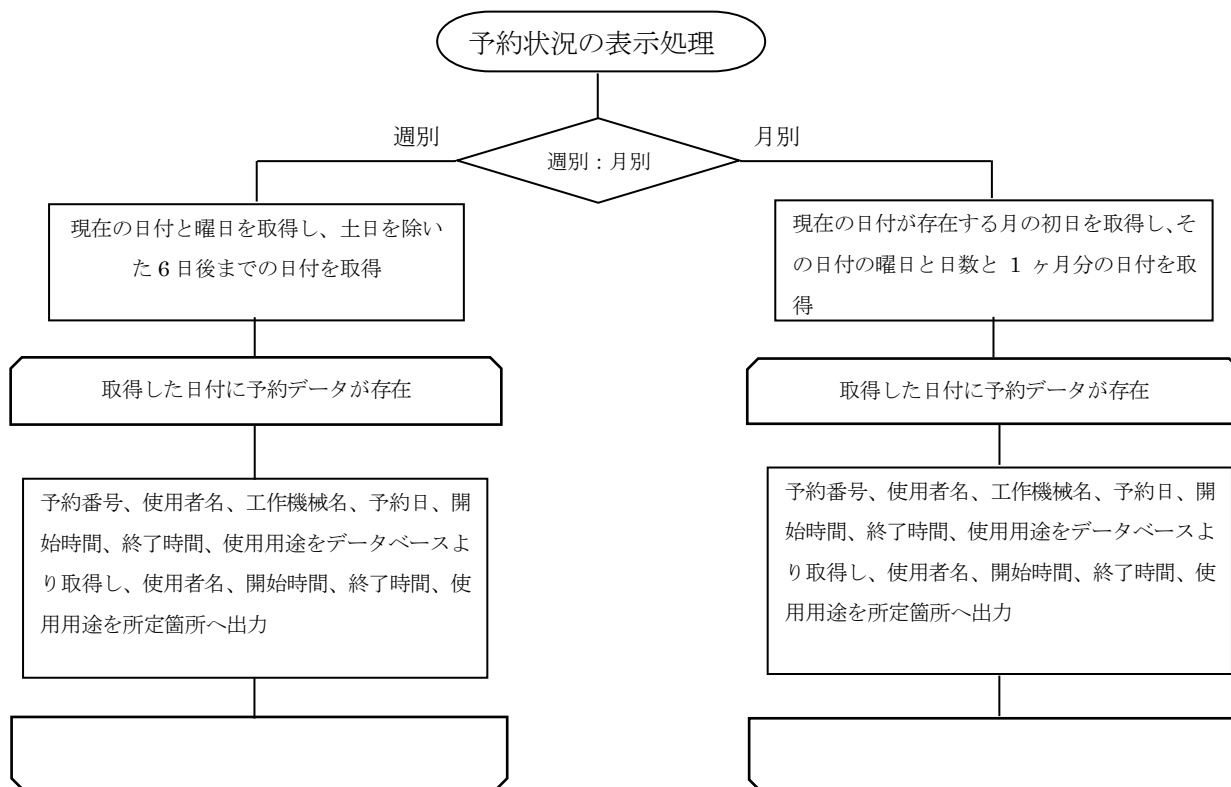 予約状況の表示処理
週別
月別
週別：月別
現在の日付と曜日を取得し、土日を除い
た 6 日後までの日付を取得
取得した日付に予約データが存在
予約番号、使用者名、工作機械名、予約日、開
始時間、終了時間、使用用途をデータベースよ
り取得し、使用者名、開始時間、終了時間、使
用用途を所定箇所へ出力
現在の日付が存在する月の初日を取得し、そ
の日付の曜日と日数と 1 ヶ月分の日付を取
得
取得した日付に予約データが存在
予約番号、使用者名、工作機械名、予約日、開
始時間、終了時間、使用用途をデータベースよ
り取得し、使用者名、開始時間、終了時間、使
用用途を所定箇所へ出力